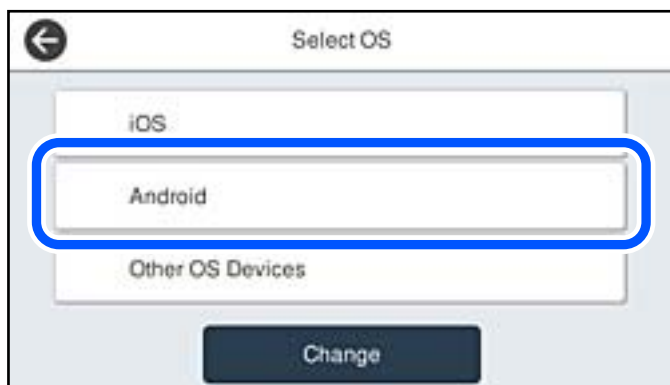 Select OS
iOS
Android
Other OS Devices
Change